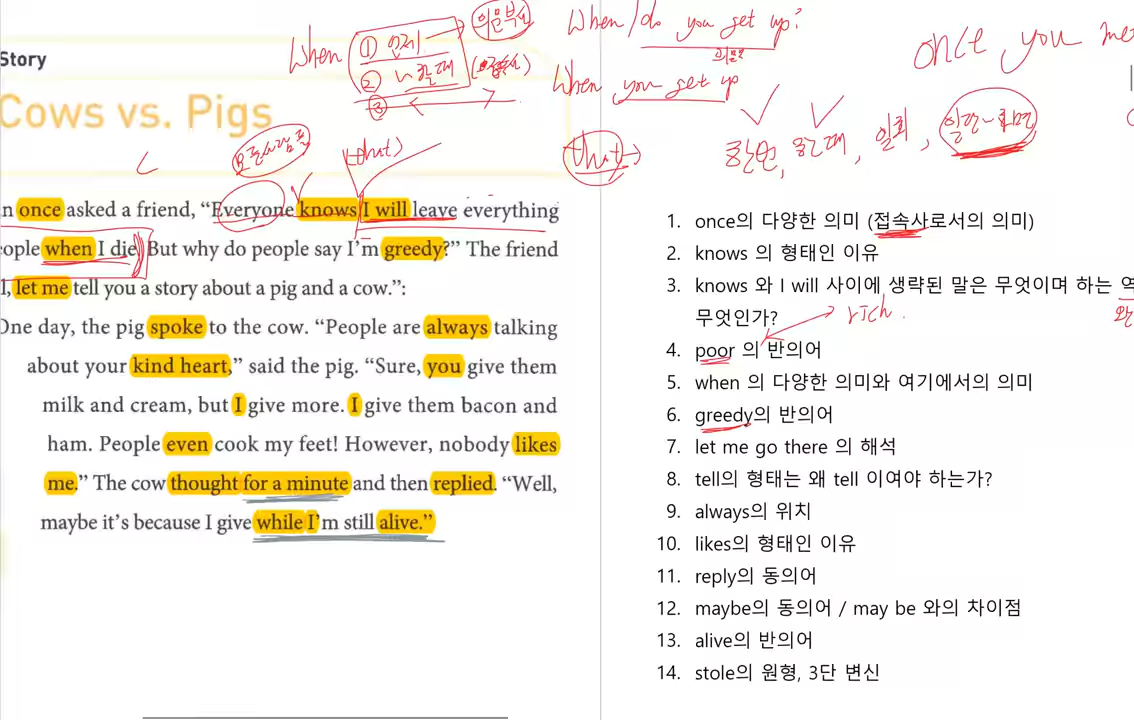 Story
Cows vs. Pigs
n once asked a friend, “Everyone knows I will leave everything
ople when I die. But why do people say I’m greedy?” The friend
l, let me tell you a story about a pig and a cow.”:
One day, the pig spoke to the cow. “People are always talking
about your kind heart,” said the pig. “Sure, you give them
milk and cream, but I give more. I give them bacon and
ham. People even cook my feet! However, nobody likes
me.” The cow thought for a minute and then replied. “Well,
maybe it’s because I give while I’m still alive.”
When
① 언제
② ~할 때
③
의문부사
(that)
When / do you get up?
When you get up
that
once you me
한번, 한때, 일회, 일단~하면
1. once의 다양한 의미 (접속사로서의 의미)
2. knows 의 형태인 이유
3. knows 와 I will 사이에 생략된 말은 무엇이며 하는 역
무엇인가?
rich.
4. poor 의 반의어
5. when 의 다양한 의미와 여기에서의 의미
6. greedy의 반의어
7. let me go there 의 해석
8. tell의 형태는 왜 tell 이여야 하는가?
9. always의 위치
10. likes의 형태인 이유
11. reply의 동의어
12. maybe의 동의어 / may be 와의 차이점
13. alive의 반의어
14. stole의 원형, 3단 변신